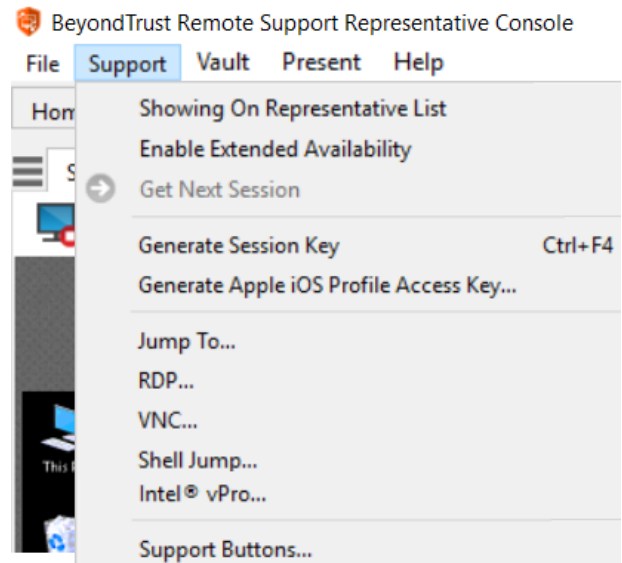 BeyondTrust Remote Support Representative Console
File Support Vault Present Help
Hom
Showing On Representative List
Enable Extended Availability
S
Get Next Session
Generate Session Key Ctrl+F4
Generate Apple iOS Profile Access Key...
Jump To...
RDP...
VNC...
Shell Jump...
This P
Intel® vPro...
Support Buttons...